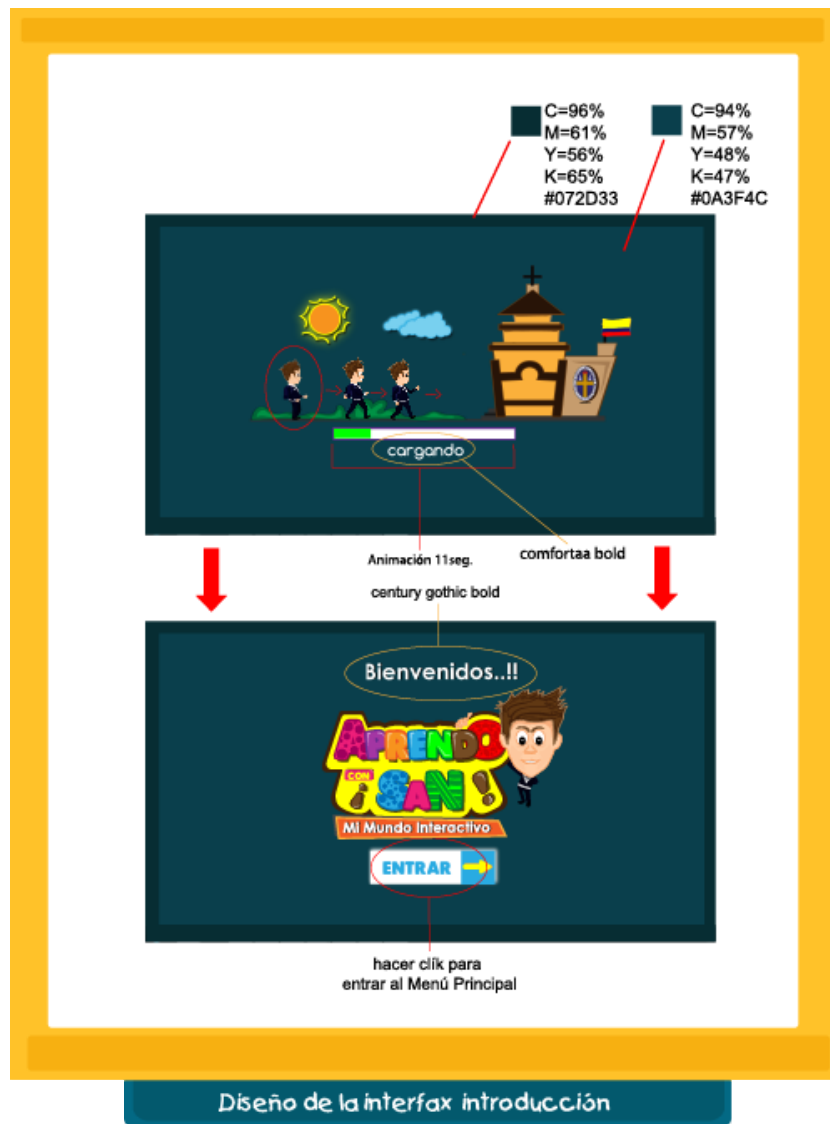 C=96%
M=61%
Y=56%
K=65%
#072D33
C=94%
M=57%
Y=48%
K=47%
#0A3F4C
cargando
Animación 11seg.
comfortaa bold
century gothic bold
Bienvenidos..!!
APRENDO
CON
¡SAN!
Mi Mundo Interactivo
ENTRAR
hacer clík para
entrar al Menú Principal
Diseño de la interfax introducción